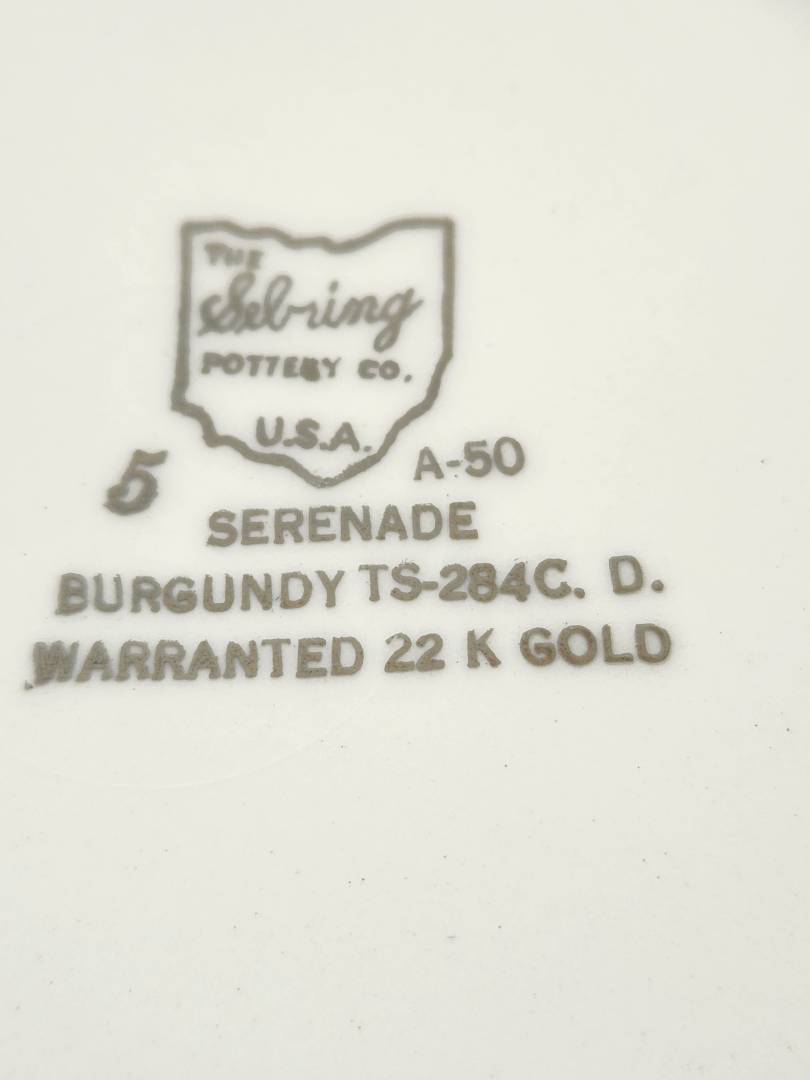 THE
Sebring
POTTERY CO.
U.S.A.
5 A-50
SERENADE
BURGUNDY TS-284C. D.
WARRANTED 22 K GOLD